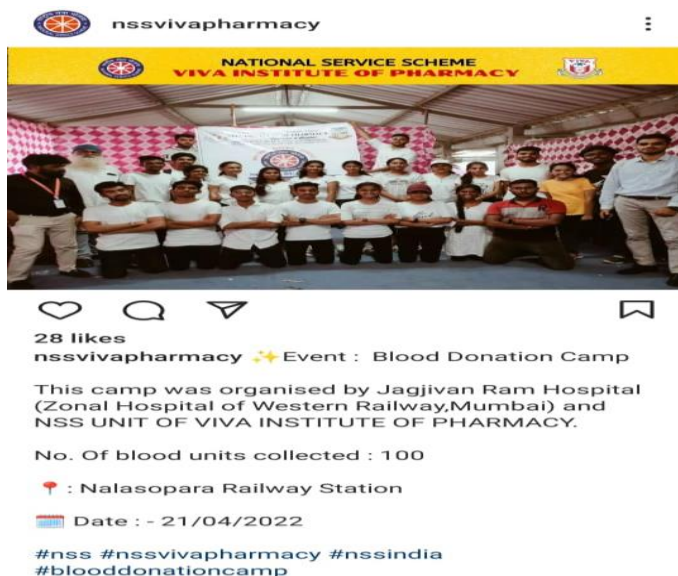 nssvivapharmacy
NATIONAL SERVICE SCHEME
VIVA INSTITUTE OF PHARMACY
VIVA
28 likes
nssvivapharmacy ✨Event : Blood Donation Camp
This camp was organised by Jagjivan Ram Hospital
(Zonal Hospital of Western Railway,Mumbai) and
NSS UNIT OF VIVA INSTITUTE OF PHARMACY.
No. Of blood units collected : 100
📍 : Nalasopara Railway Station
📅 Date : - 21/04/2022
#nss #nssvivapharmacy #nssindia
#blooddonationcamp